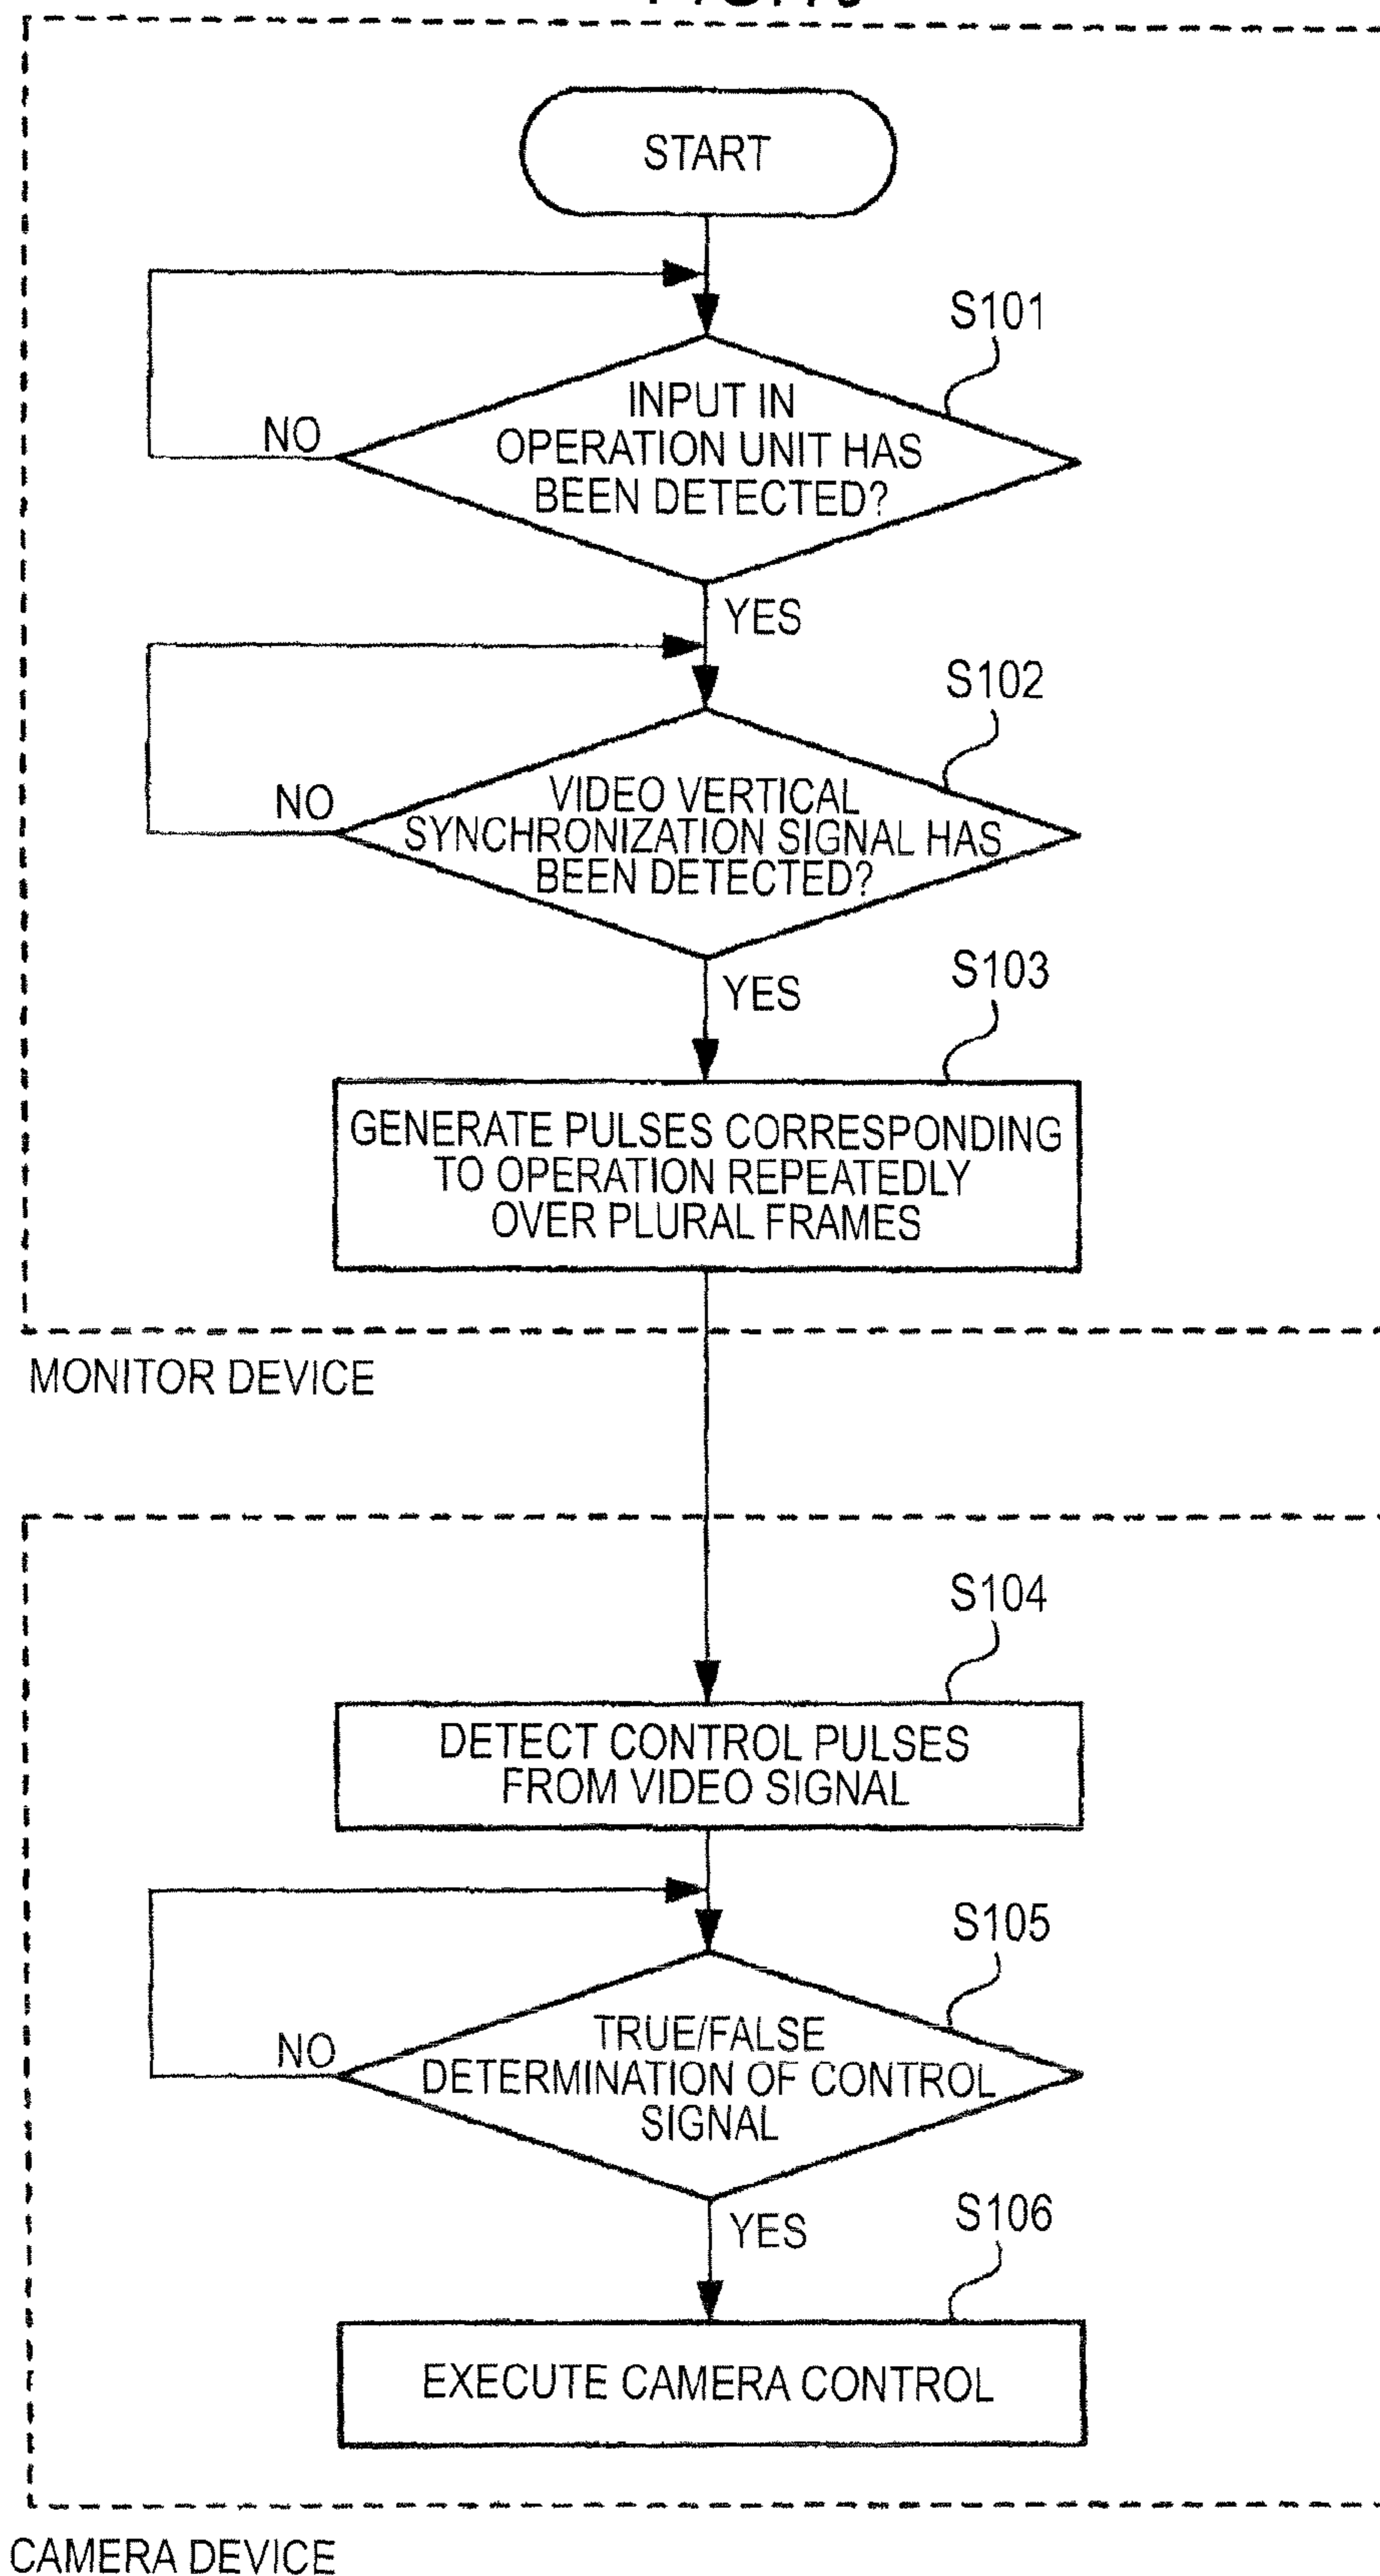 START
S101
INPUT IN
OPERATION UNIT HAS
BEEN DETECTED?
NO
YES
S102
VIDEO VERTICAL
SYNCHRONIZATION SIGNAL HAS
BEEN DETECTED?
NO
YES
S103
GENERATE PULSES CORRESPONDING
TO OPERATION REPEATEDLY
OVER PLURAL FRAMES
MONITOR DEVICE
S104
DETECT CONTROL PULSES
FROM VIDEO SIGNAL
S105
TRUE/FALSE
DETERMINATION OF CONTROL
SIGNAL
NO
YES
S106
EXECUTE CAMERA CONTROL
CAMERA DEVICE